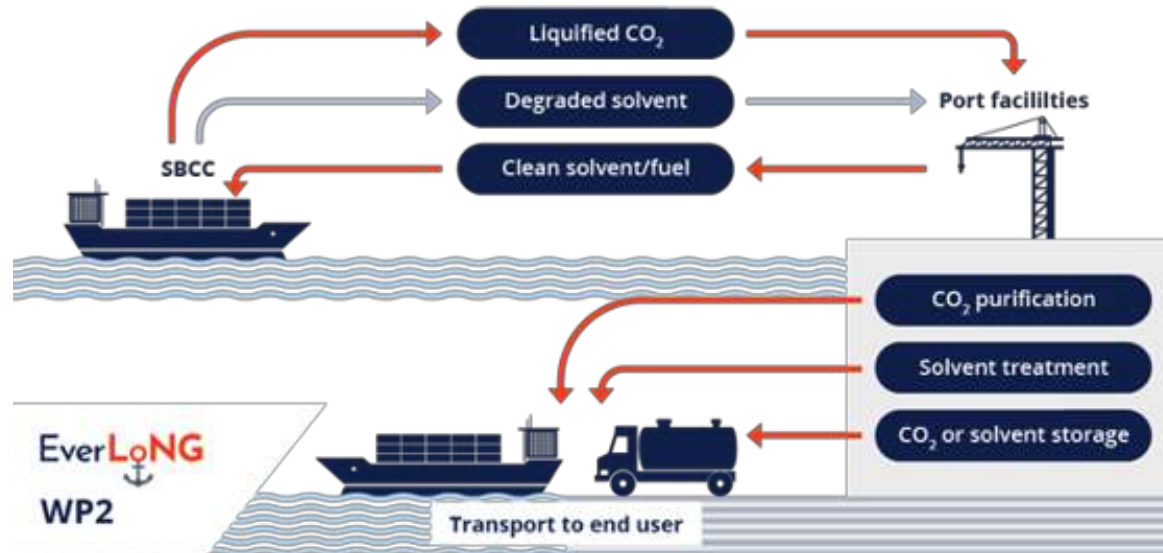 Liquified CO₂
Degraded solvent
Port facililties
Clean solvent/fuel
SBCC
CO₂ purification
Solvent treatment
CO₂ or solvent storage
EverLoNG
WP2
Transport to end user